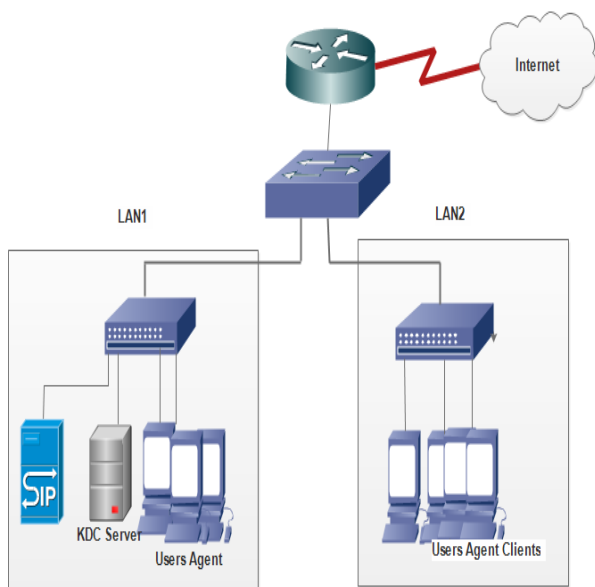 Internet
LAN1
LAN2
SIP
KDC Server
Users Agent
Users Agent Clients